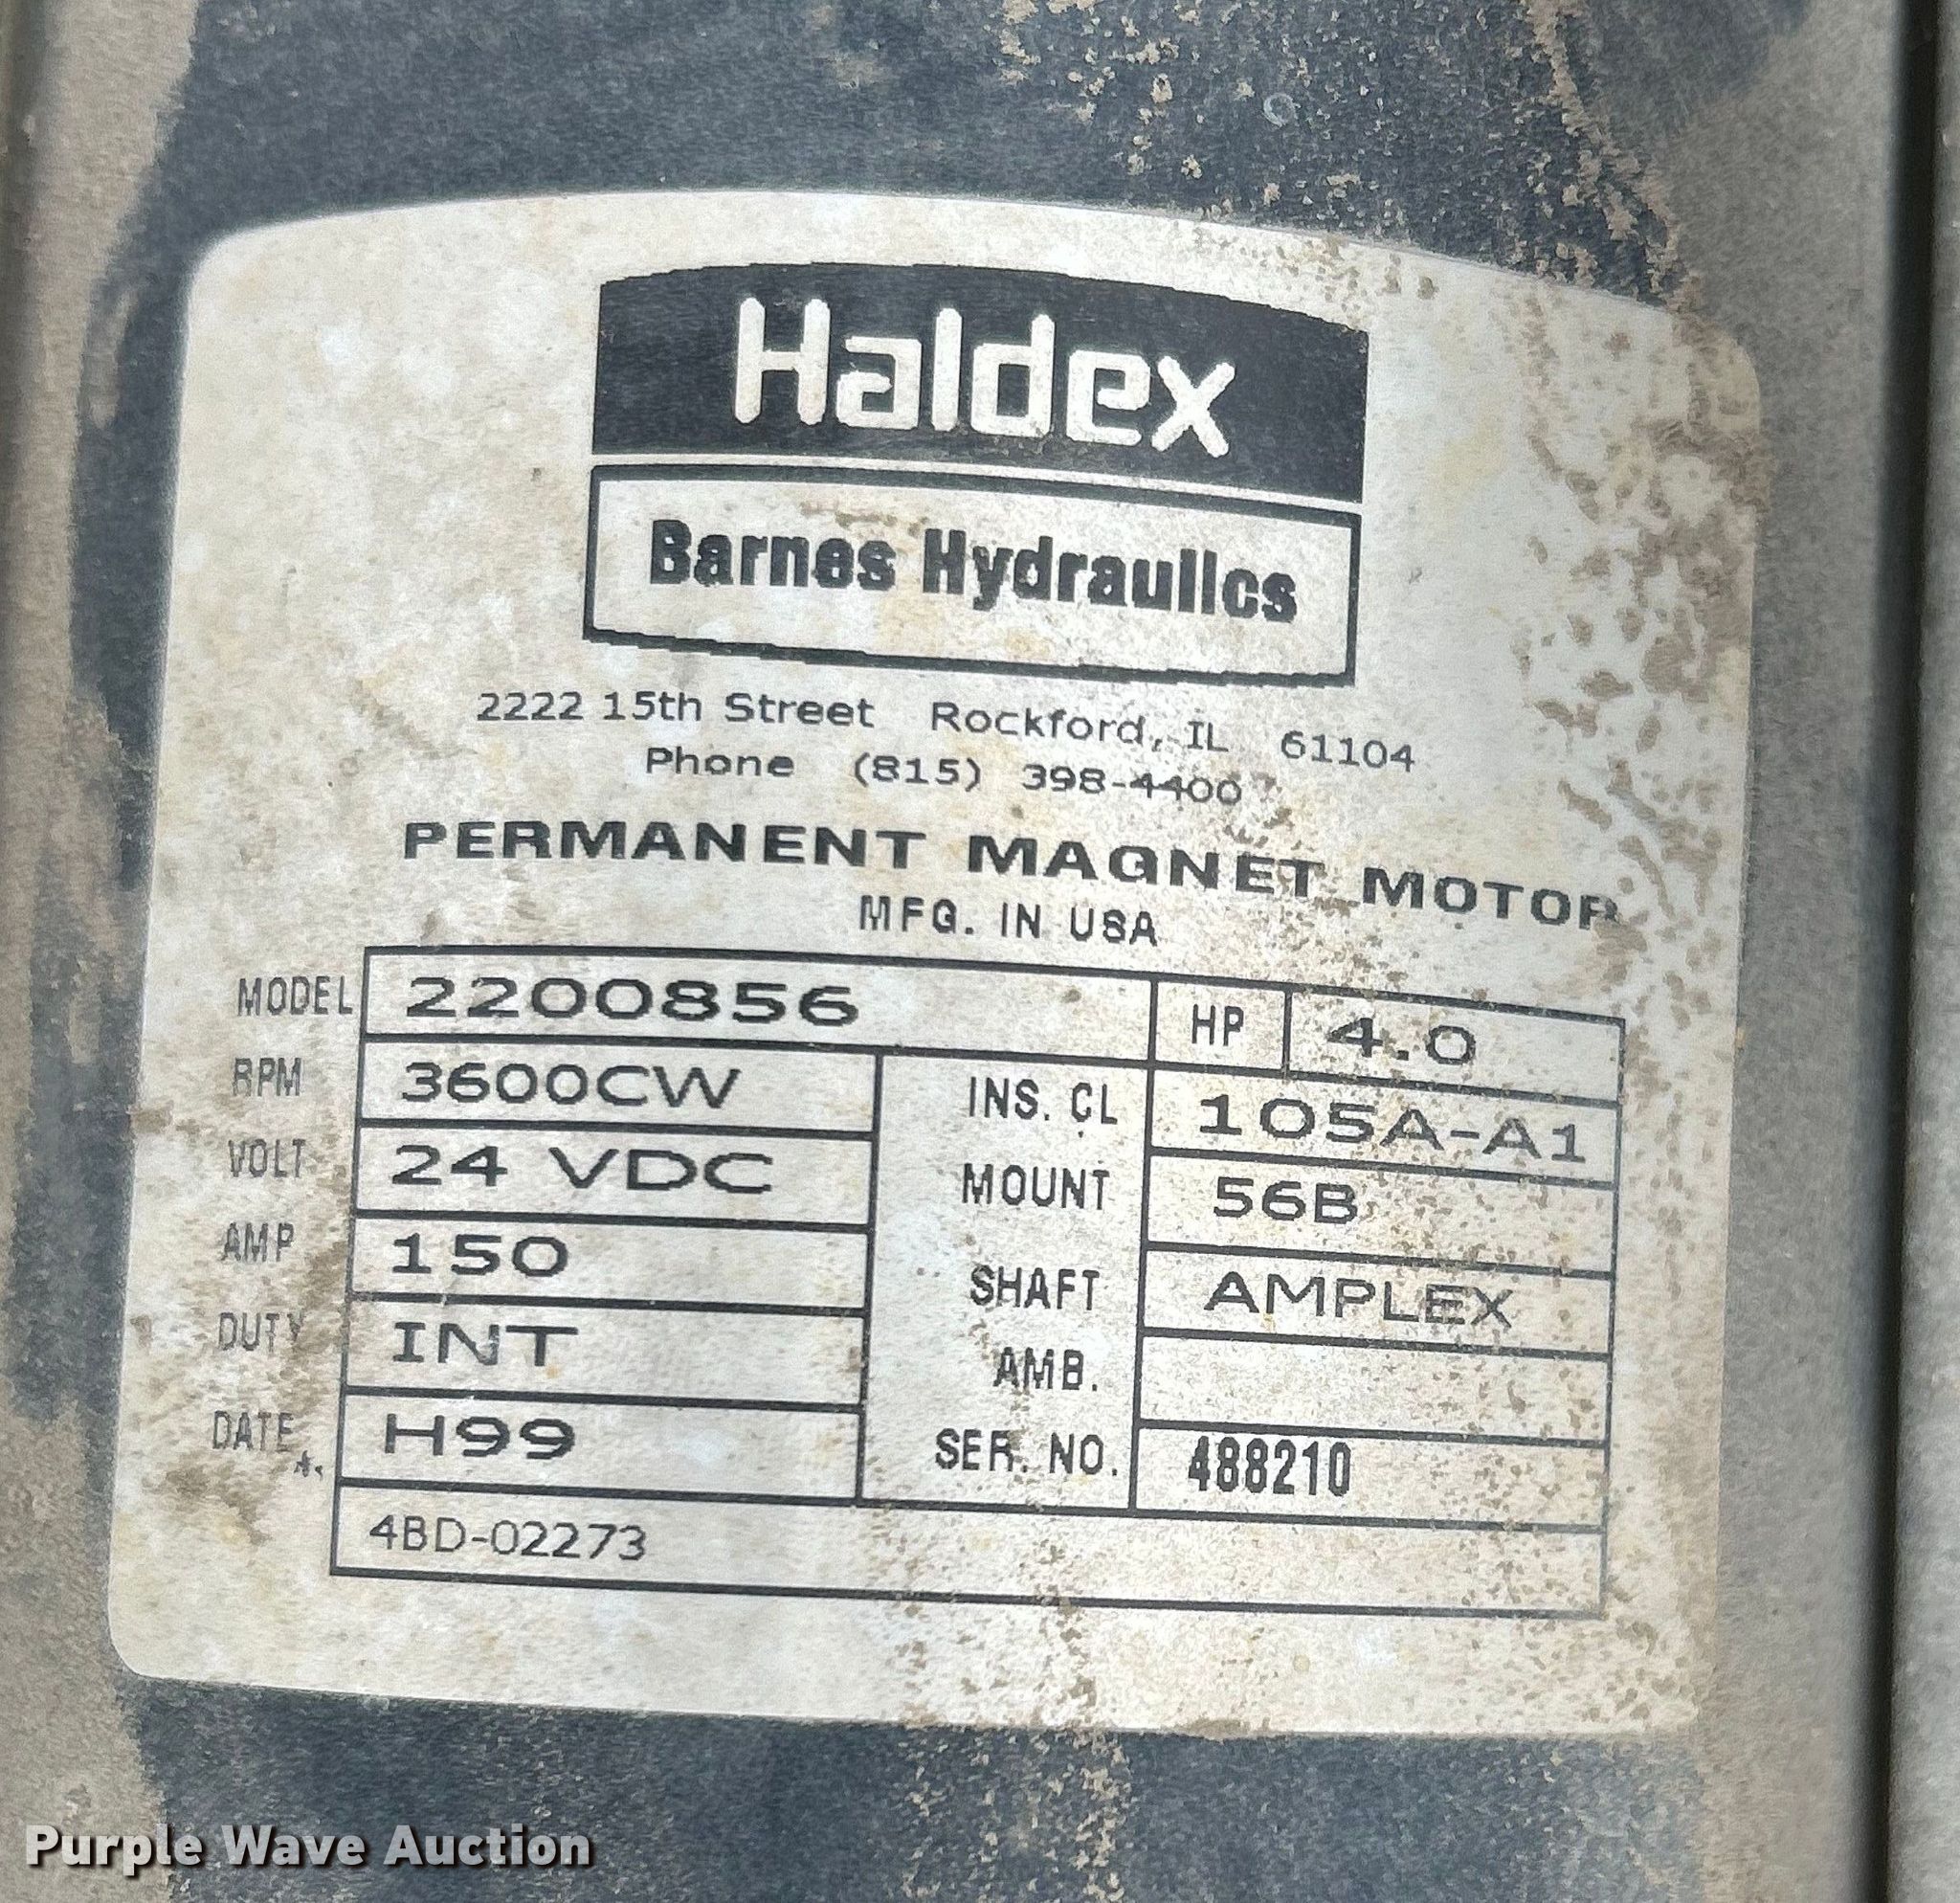 Haldex
Barnes Hydraulics
2222 15th Street Rockford, IL 61104
Phone (815) 398-4400
PERMANENT MAGNET MOTOR
MFG. IN USA
MODEL 2200856 HP 4.0
RPM 3600CW INS. CL 105A-A1
VOLT 24 VDC MOUNT 56B
AMP 150 SHAFT AMPLEX
DUTY INT AMB.
DATE H99 SER. NO. 488210
4BD-02273
Purple Wave Auction